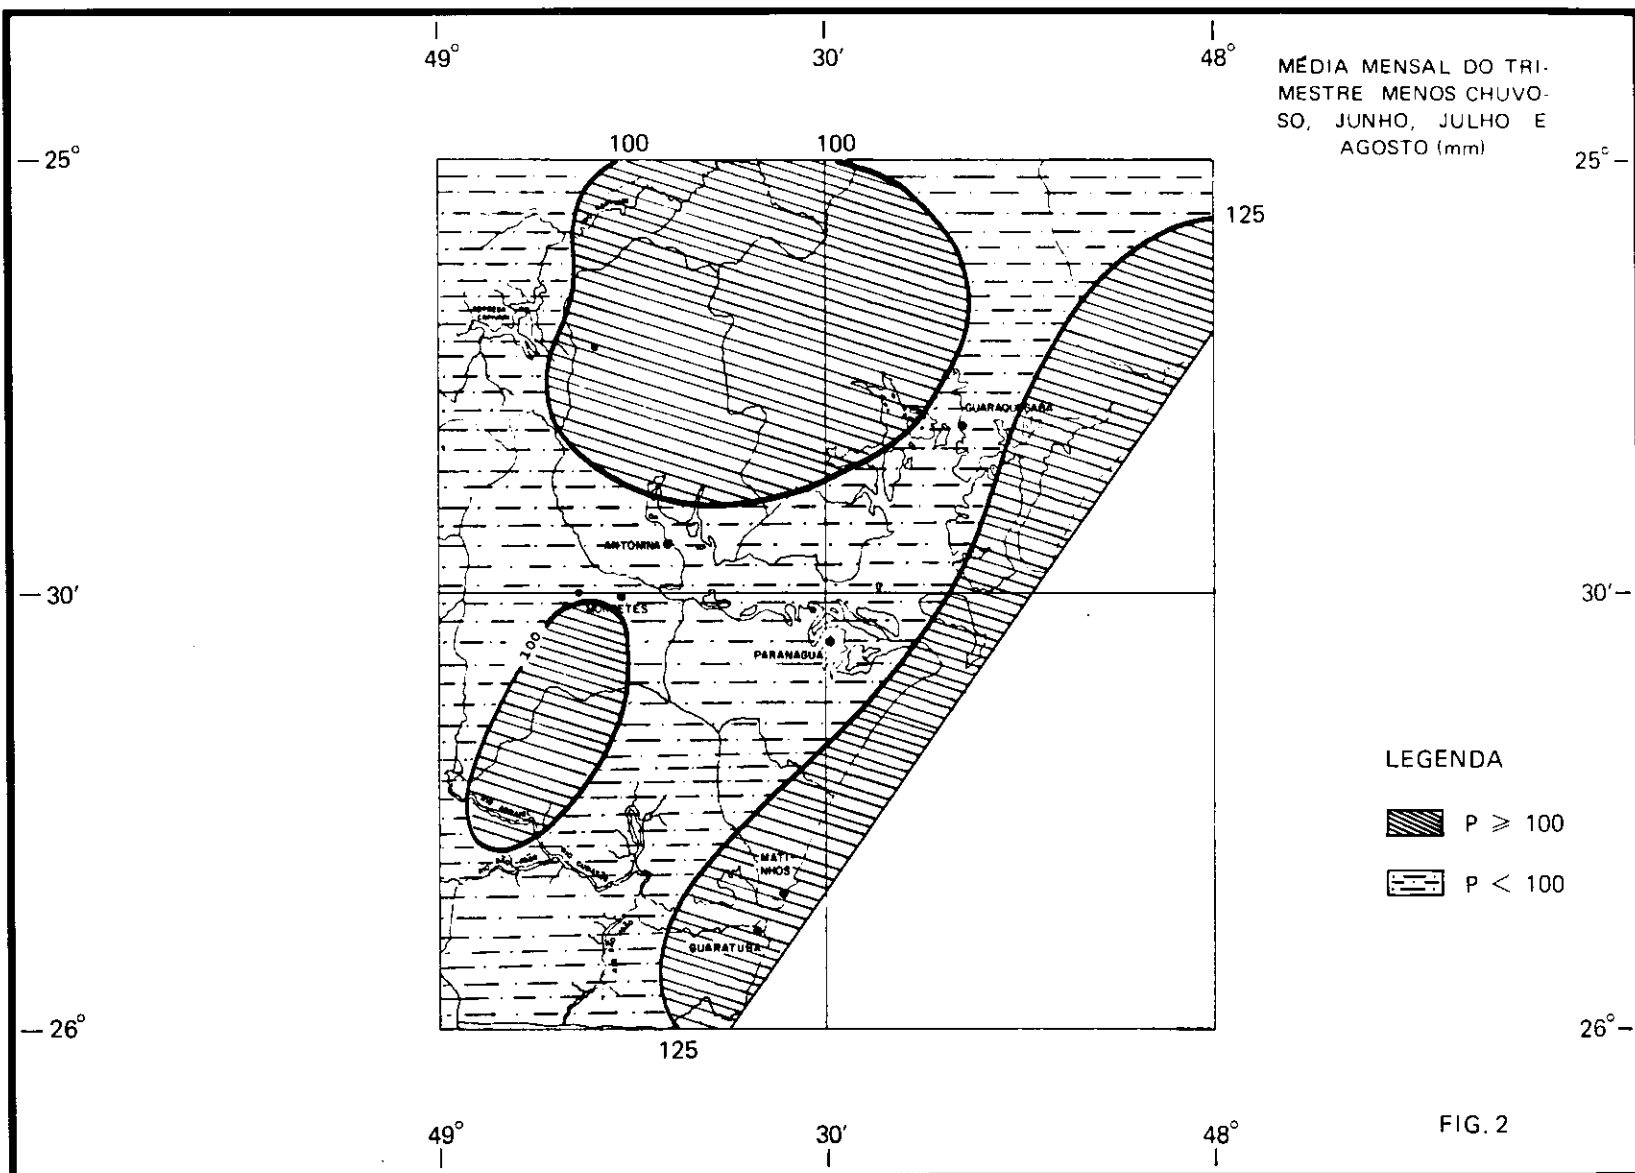 49°
30'
48°
MÉDIA MENSAL DO TRI-
MESTRE MENOS CHUVO-
SO, JUNHO, JULHO E
AGOSTO (mm)
100
100
25°
25°
125
GUARAQUEÇABA
ANTONINA
30'
30'
MORRETES
100
PARANAGUA
LEGENDA
P ⩾ 100
P < 100
MATI-
NHOS
GUARATUBA
26°
26°
125
FIG. 2
49°
30'
48°